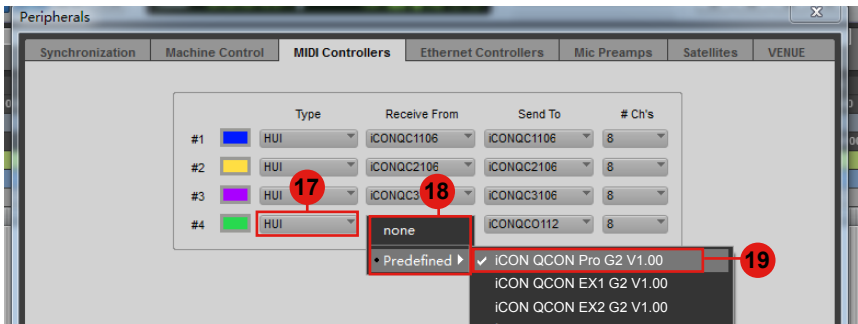 Peripherals
Synchronization Machine Control MIDI Controllers Ethernet Controllers Mic Preamps Satellites VENUE
Type Receive From Send To # Ch's
#1 HUI iCONQC1106 iCONQC1106 8
#2 HUI iCONQC2106 iCONQC2106 8
#3 HUI iCONQC3 iCONQC3106 8
17 18
#4 HUI iCONQCO112 8
none
Predefined iCON QCON Pro G2 V1.00 19
iCON QCON EX1 G2 V1.00
iCON QCON EX2 G2 V1.00